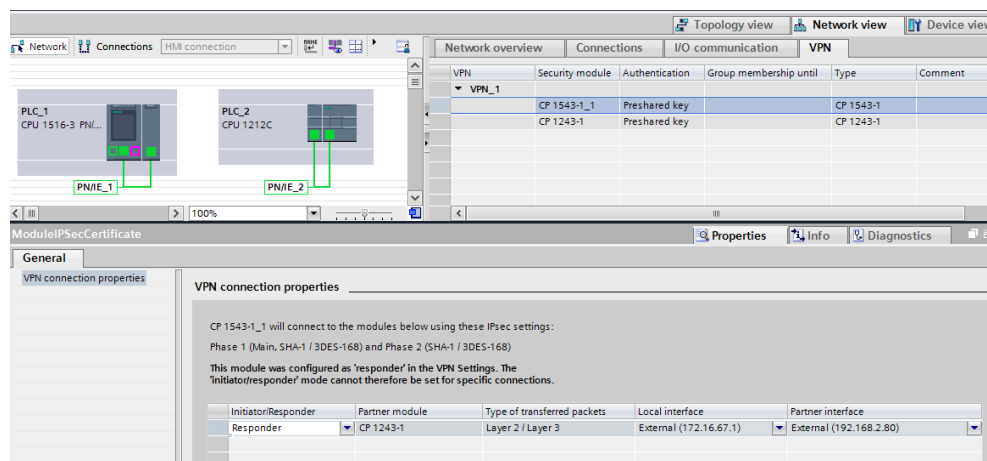 Topology view Network view Device view
Network Connections HMI connection
Network overview Connections I/O communication VPN
VPN Security module Authentication Group membership until Type Comment
VPN_1
CP 1543-1_1 Preshared key CP 1543-1
CP 1243-1 Preshared key CP 1243-1
PLC_1
CPU 1516-3 PN/...
PLC_2
CPU 1212C
PN/IE_1
PN/IE_2
100%
ModuleIPSecCertificate
Properties Info Diagnostics
General
VPN connection properties
VPN connection properties
CP 1543-1_1 will connect to the modules below using these IPsec settings:
Phase 1 (Main, SHA-1 / 3DES-168) and Phase 2 (SHA-1 / 3DES-168)
This module was configured as 'responder' in the VPN Settings. The
'initiator/responder' mode cannot therefore be set for specific connections.
Initiator/Responder Partner module Type of transferred packets Local interface Partner interface
Responder CP 1243-1 Layer 2 / Layer 3 External (172.16.67.1) External (192.168.2.80)